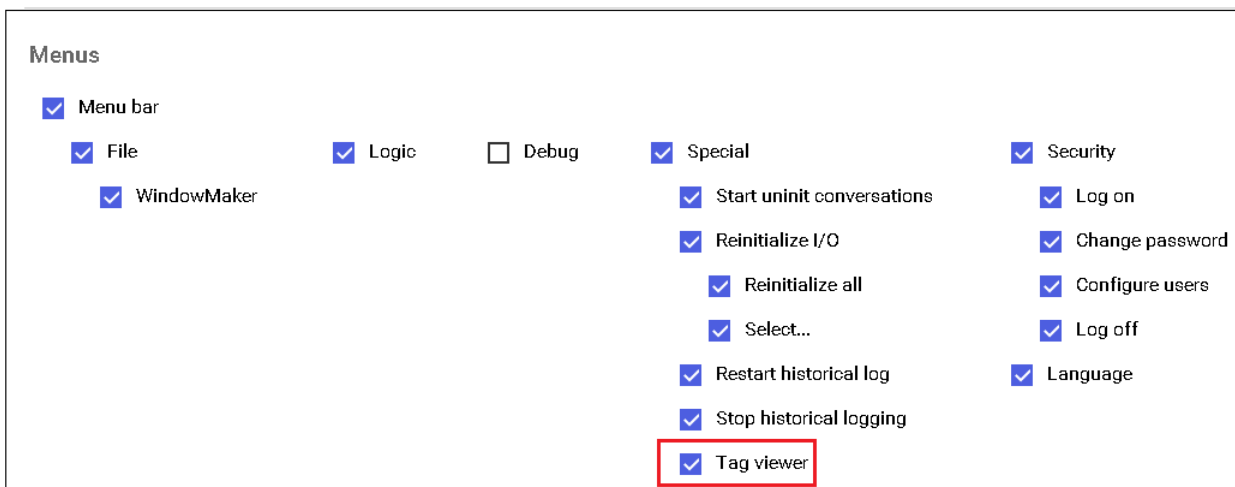 Menus
Menu bar
File Logic Debug Special Security
WindowMaker Start uninit conversations Log on
Reinitialize I/O Change password
Reinitialize all Configure users
Select... Log off
Restart historical log Language
Stop historical logging
Tag viewer